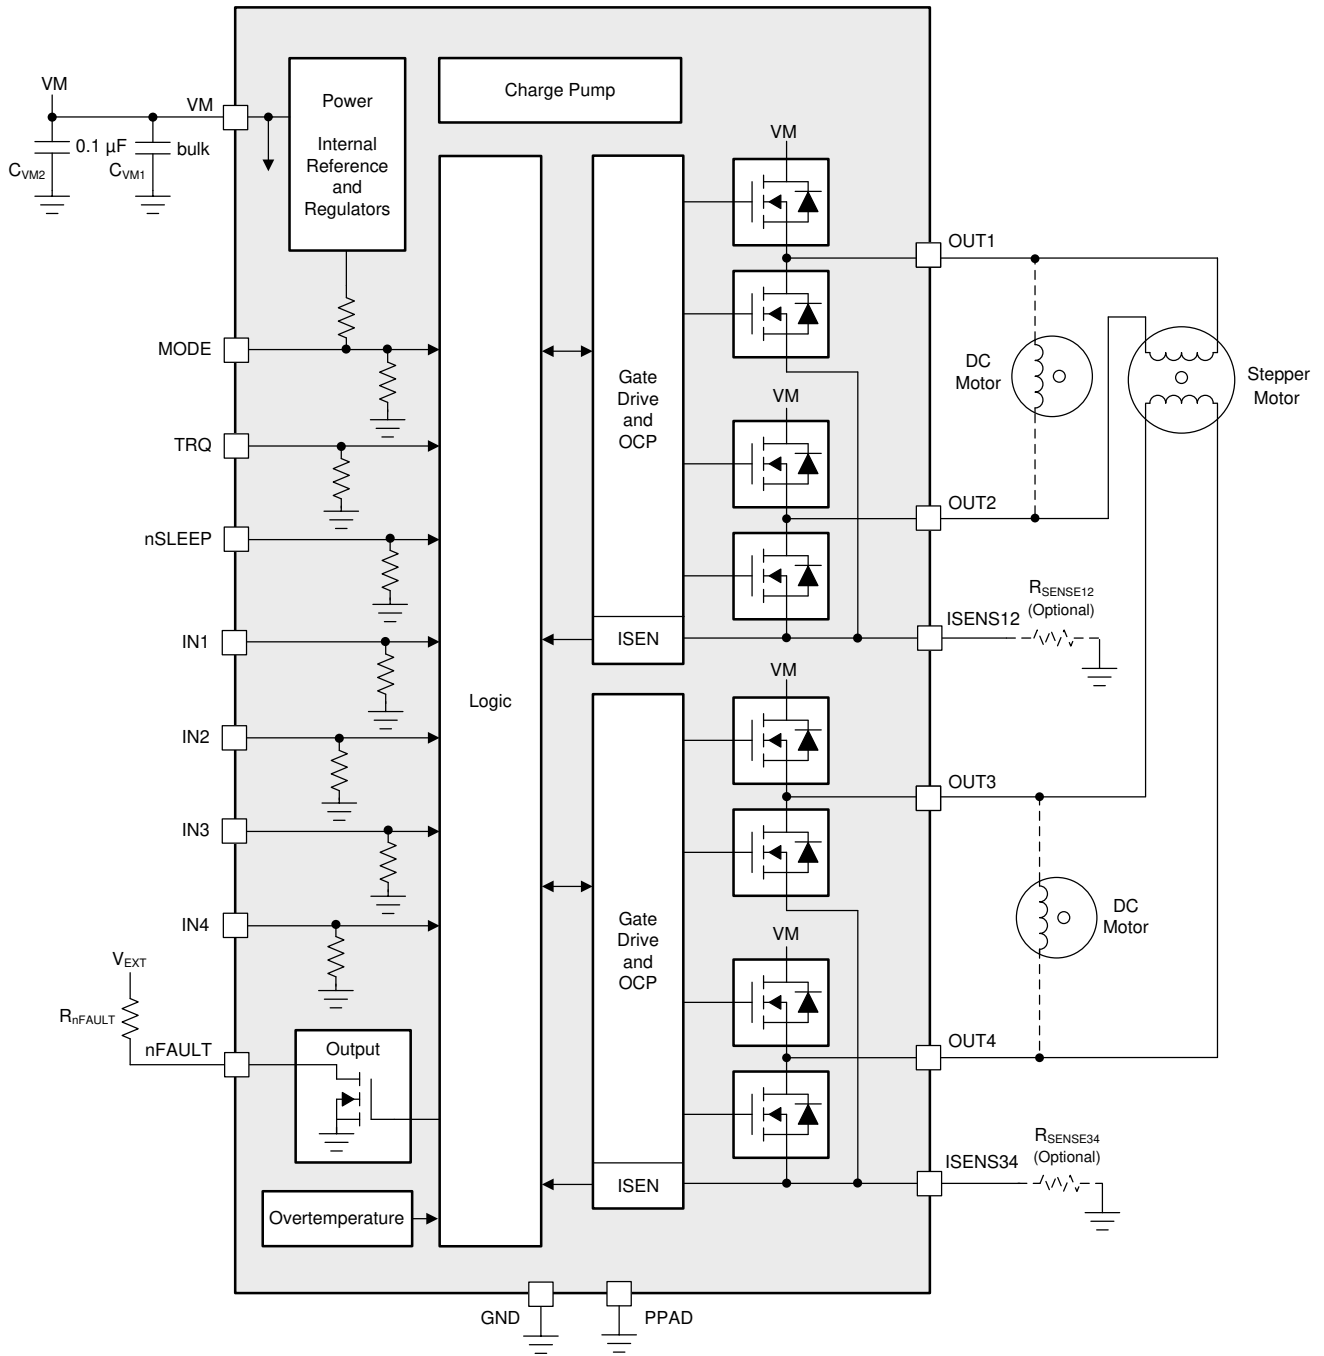 VM
VM
0.1 µF
bulk
CVM2
CVM1
Power
Internal
Reference
and
Regulators
Charge Pump
MODE
TRQ
nSLEEP
IN1
IN2
IN3
IN4
VEXT
RnFAULT
nFAULT
Output
Overtemperature
Logic
Gate
Drive
and
OCP
ISEN
Gate
Drive
and
OCP
ISEN
VM
VM
VM
VM
OUT1
DC
Motor
Stepper
Motor
OUT2
ISENS12
RSENSE12
(Optional)
OUT3
DC
Motor
OUT4
ISENS34
RSENSE34
(Optional)
GND
PPAD